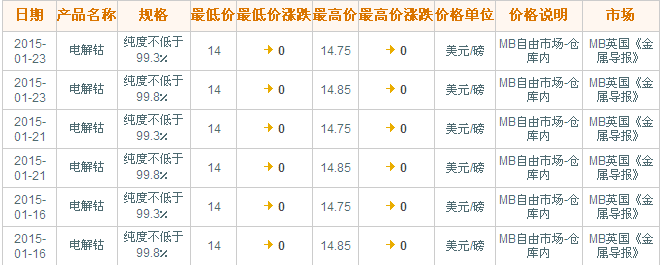 日期 产品名称 规格 最低价 最低价涨跌 最高价 最高价涨跌 价格单位 价格说明 市场
2015-01-23 电解钴 纯度不低于99.3% 14 0 14.75 0 美元/磅 MB自由市场-仓库内 MB英国《金属导报》
2015-01-23 电解钴 纯度不低于99.8% 14 0 14.85 0 美元/磅 MB自由市场-仓库内 MB英国《金属导报》
2015-01-21 电解钴 纯度不低于99.3% 14 0 14.75 0 美元/磅 MB自由市场-仓库内 MB英国《金属导报》
2015-01-21 电解钴 纯度不低于99.8% 14 0 14.85 0 美元/磅 MB自由市场-仓库内 MB英国《金属导报》
2015-01-16 电解钴 纯度不低于99.3% 14 0 14.75 0 美元/磅 MB自由市场-仓库内 MB英国《金属导报》
2015-01-16 电解钴 纯度不低于99.8% 14 0 14.85 0 美元/磅 MB自由市场-仓库内 MB英国《金属导报》